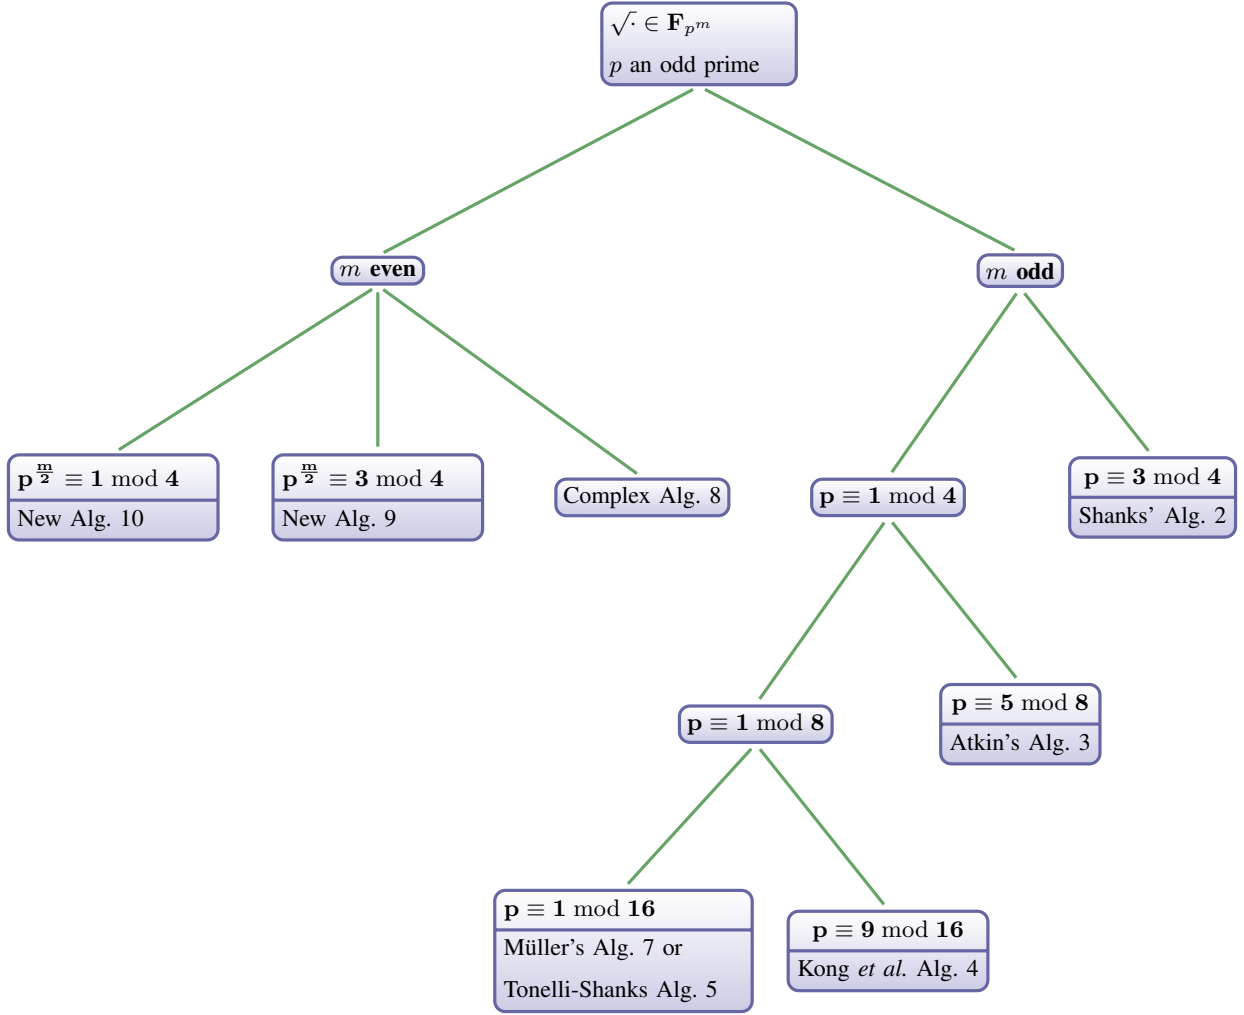 √· ∈ F_{p^m}
p an odd prime
m even
m odd
p^{m/2} ≡ 1 mod 4
New Alg. 10
p^{m/2} ≡ 3 mod 4
New Alg. 9
Complex Alg. 8
p ≡ 1 mod 4
p ≡ 3 mod 4
Shanks' Alg. 2
p ≡ 1 mod 8
p ≡ 5 mod 8
Atkin's Alg. 3
p ≡ 1 mod 16
Müller's Alg. 7 or
Tonelli-Shanks Alg. 5
p ≡ 9 mod 16
Kong et al. Alg. 4